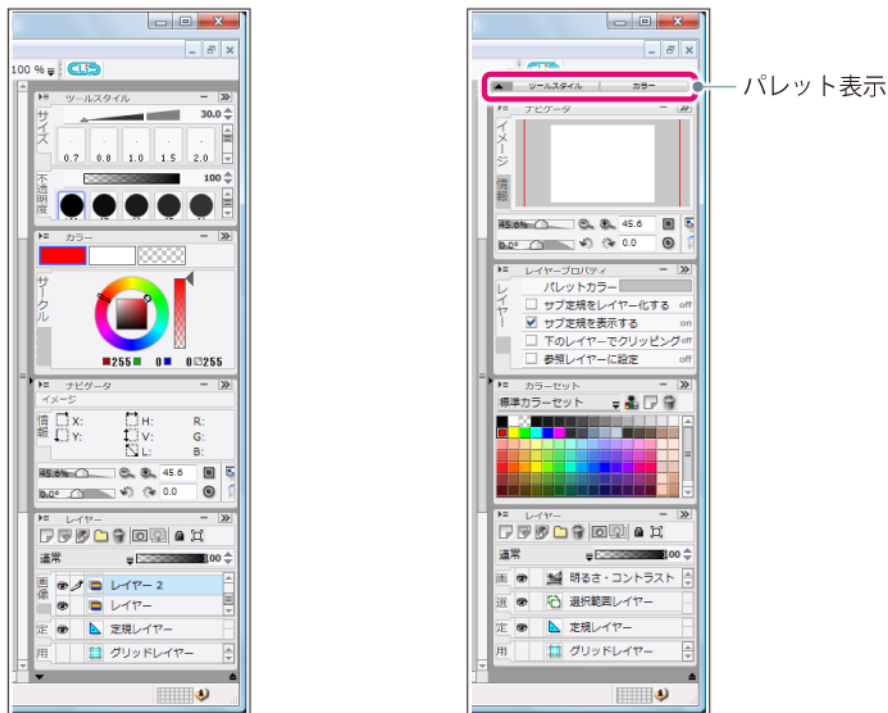 100 %
CLIP
ツールスタイル
サイズ
30.0
0.7 0.8 1.0 1.5 2.0
不透明度
100
カラー
サークル
255 0 0 255
ナビゲータ
イメージ
情報
X: H: R:
Y: V: G:
L: B:
45.6% 45.6
0.0° 0.0
レイヤー
通常 100
画像
レイヤー 2
レイヤー
定 定規レイヤー
用 グリッドレイヤー
ツールスタイル カラー
パレット表示
ナビゲータ
イメージ
情報
45.6% 45.6
0.0° 0.0
レイヤープロパティ
レイヤー
パレットカラー
サブ定規をレイヤー化する off
サブ定規を表示する on
下のレイヤーでクリッピング off
参照レイヤーに設定 off
カラーセット
標準カラーセット
レイヤー
通常 100
画 明るさ・コントラスト
選 選択範囲レイヤー
定 定規レイヤー
用 グリッドレイヤー